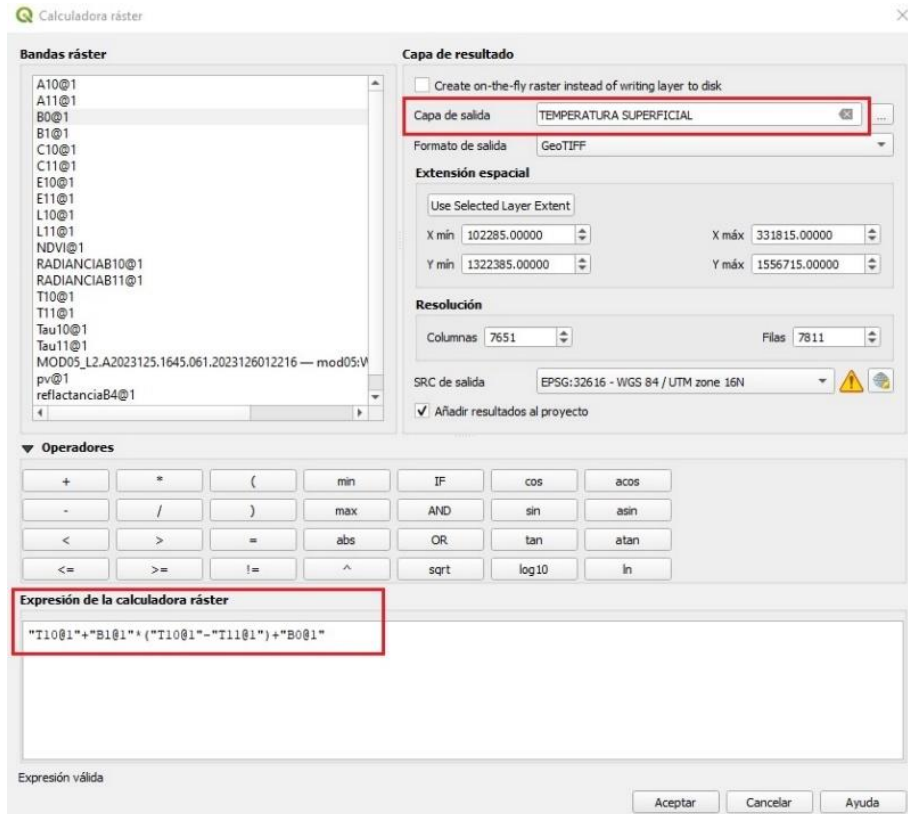 Calculadora ráster
Bandas ráster
A10@1
A11@1
B0@1
B1@1
C10@1
C11@1
E10@1
E11@1
L10@1
L11@1
NDVI@1
RADIANCIAB10@1
RADIANCIAB11@1
T10@1
T11@1
Tau10@1
Tau11@1
MOD05_L2.A2023125.1645.061.2023126012216 — mod05:W
pv@1
reflactanciaB4@1
Capa de resultado
Create on-the-fly raster instead of writing layer to disk
Capa de salida TEMPERATURA SUPERFICIAL ...
Formato de salida GeoTIFF
Extensión espacial
Use Selected Layer Extent
X mín 102285.00000 X máx 331815.00000
Y mín 1322385.00000 Y máx 1556715.00000
Resolución
Columnas 7651 Filas 7811
SRC de salida EPSG:32616 - WGS 84 / UTM zone 16N
Añadir resultados al proyecto
Operadores
+ * ( min IF cos acos
- / ) max AND sin asin
< > = abs OR tan atan
<= >= != ^ sqrt log10 ln
Expresión de la calculadora ráster
"T10@1"+"B1@1"*("T10@1"-"T11@1")+"B0@1"
Expresión válida
Aceptar Cancelar Ayuda